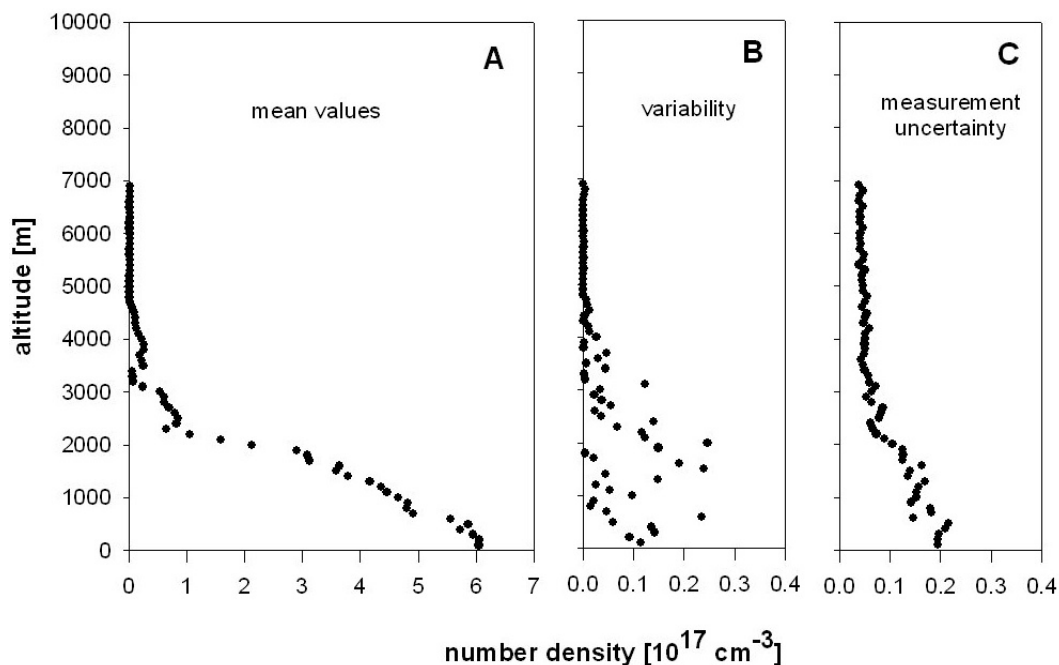 10000
9000
8000
7000
6000
5000
4000
3000
2000
1000
0
altitude [m]
A
mean values
0 1 2 3 4 5 6 7
B
variability
0.0 0.1 0.2 0.3 0.4
C
measurement
uncertainty
0.0 0.1 0.2 0.3 0.4
number density [10^17 cm^-3]